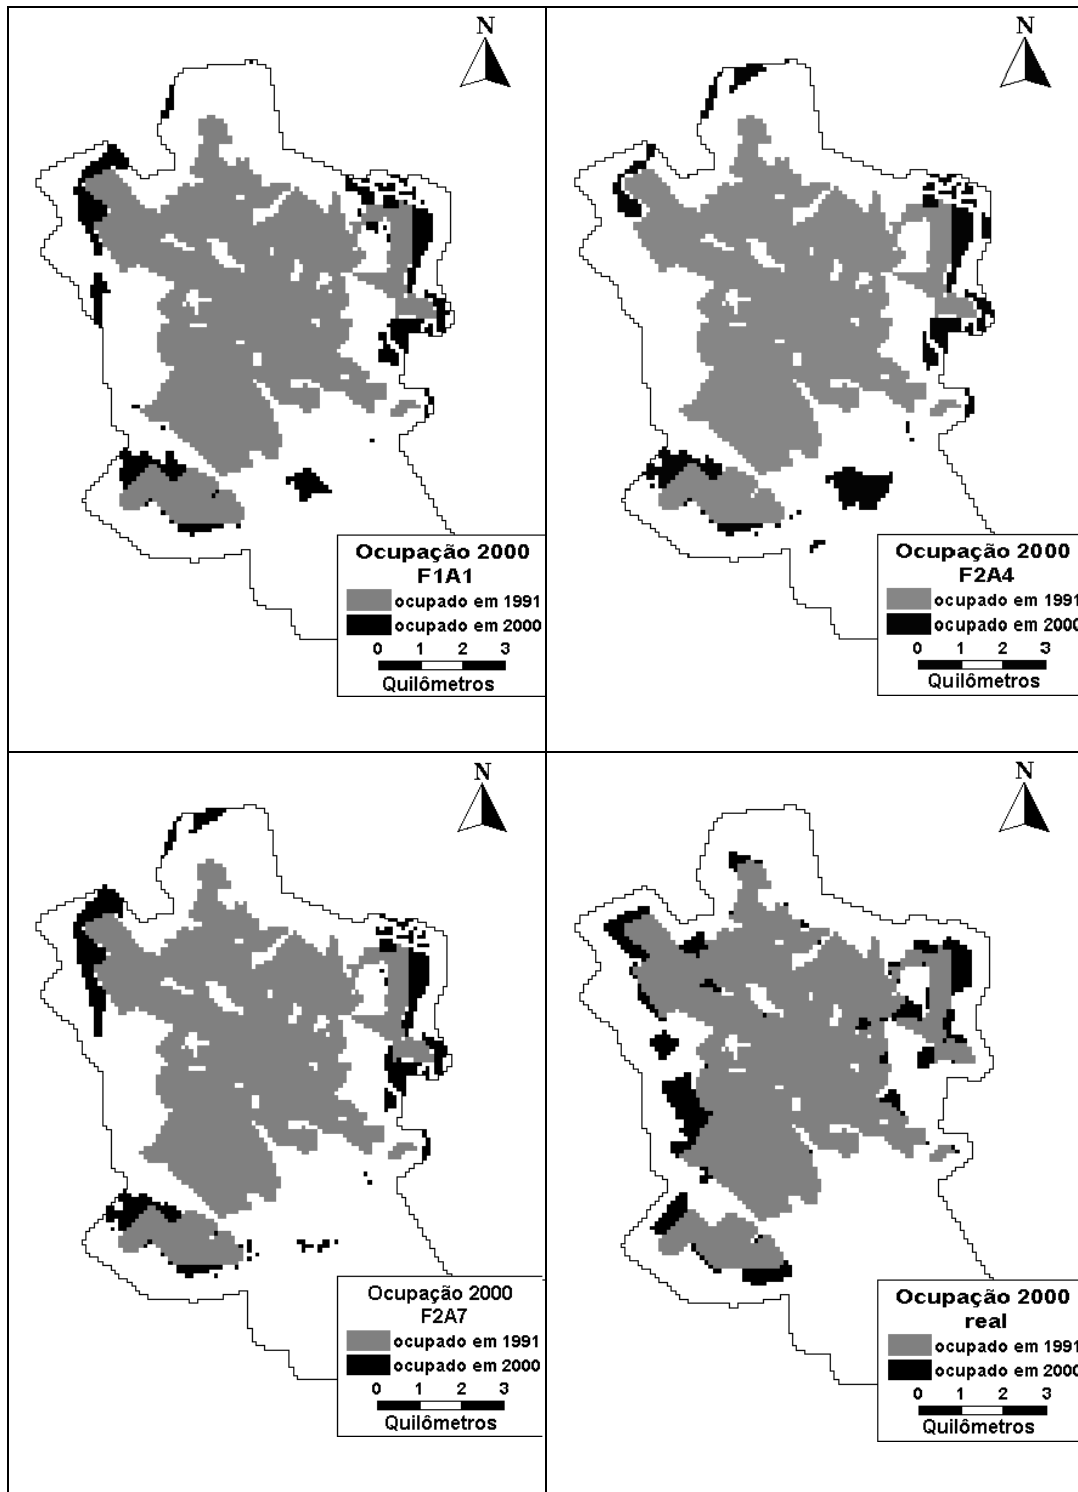 N
Ocupação 2000
F1A1
ocupado em 1991
ocupado em 2000
0 1 2 3
Quilômetros
N
Ocupação 2000
F2A4
ocupado em 1991
ocupado em 2000
0 1 2 3
Quilômetros
N
Ocupação 2000
F2A7
ocupado em 1991
ocupado em 2000
0 1 2 3
Quilômetros
N
Ocupação 2000
real
ocupado em 1991
ocupado em 2000
0 1 2 3
Quilômetros